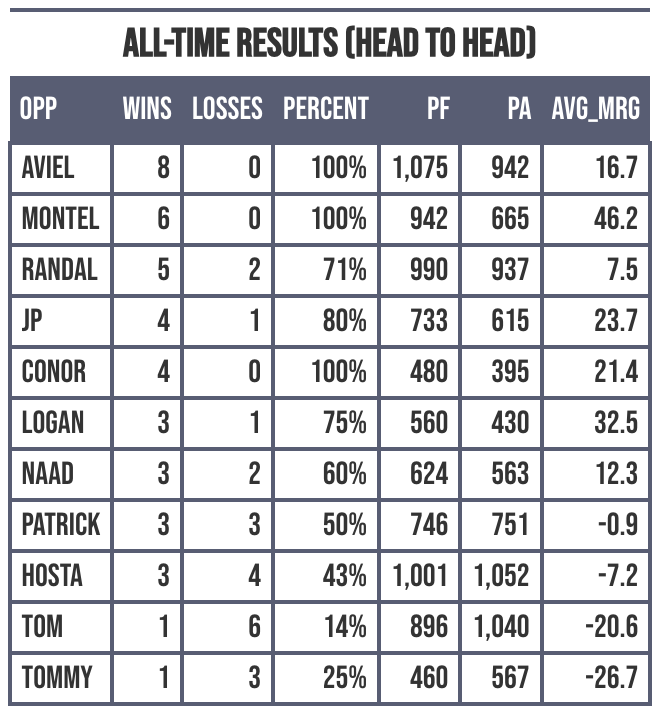 ALL-TIME RESULTS (HEAD TO HEAD)
OPP WINS LOSSES PERCENT PF PA AVG_MRG
AVIEL 8 0 100% 1,075 942 16.7
MONTEL 6 0 100% 942 665 46.2
RANDAL 5 2 71% 990 937 7.5
JP 4 1 80% 733 615 23.7
CONOR 4 0 100% 480 395 21.4
LOGAN 3 1 75% 560 430 32.5
NAAD 3 2 60% 624 563 12.3
PATRICK 3 3 50% 746 751 -0.9
HOSTA 3 4 43% 1,001 1,052 -7.2
TOM 1 6 14% 896 1,040 -20.6
TOMMY 1 3 25% 460 567 -26.7